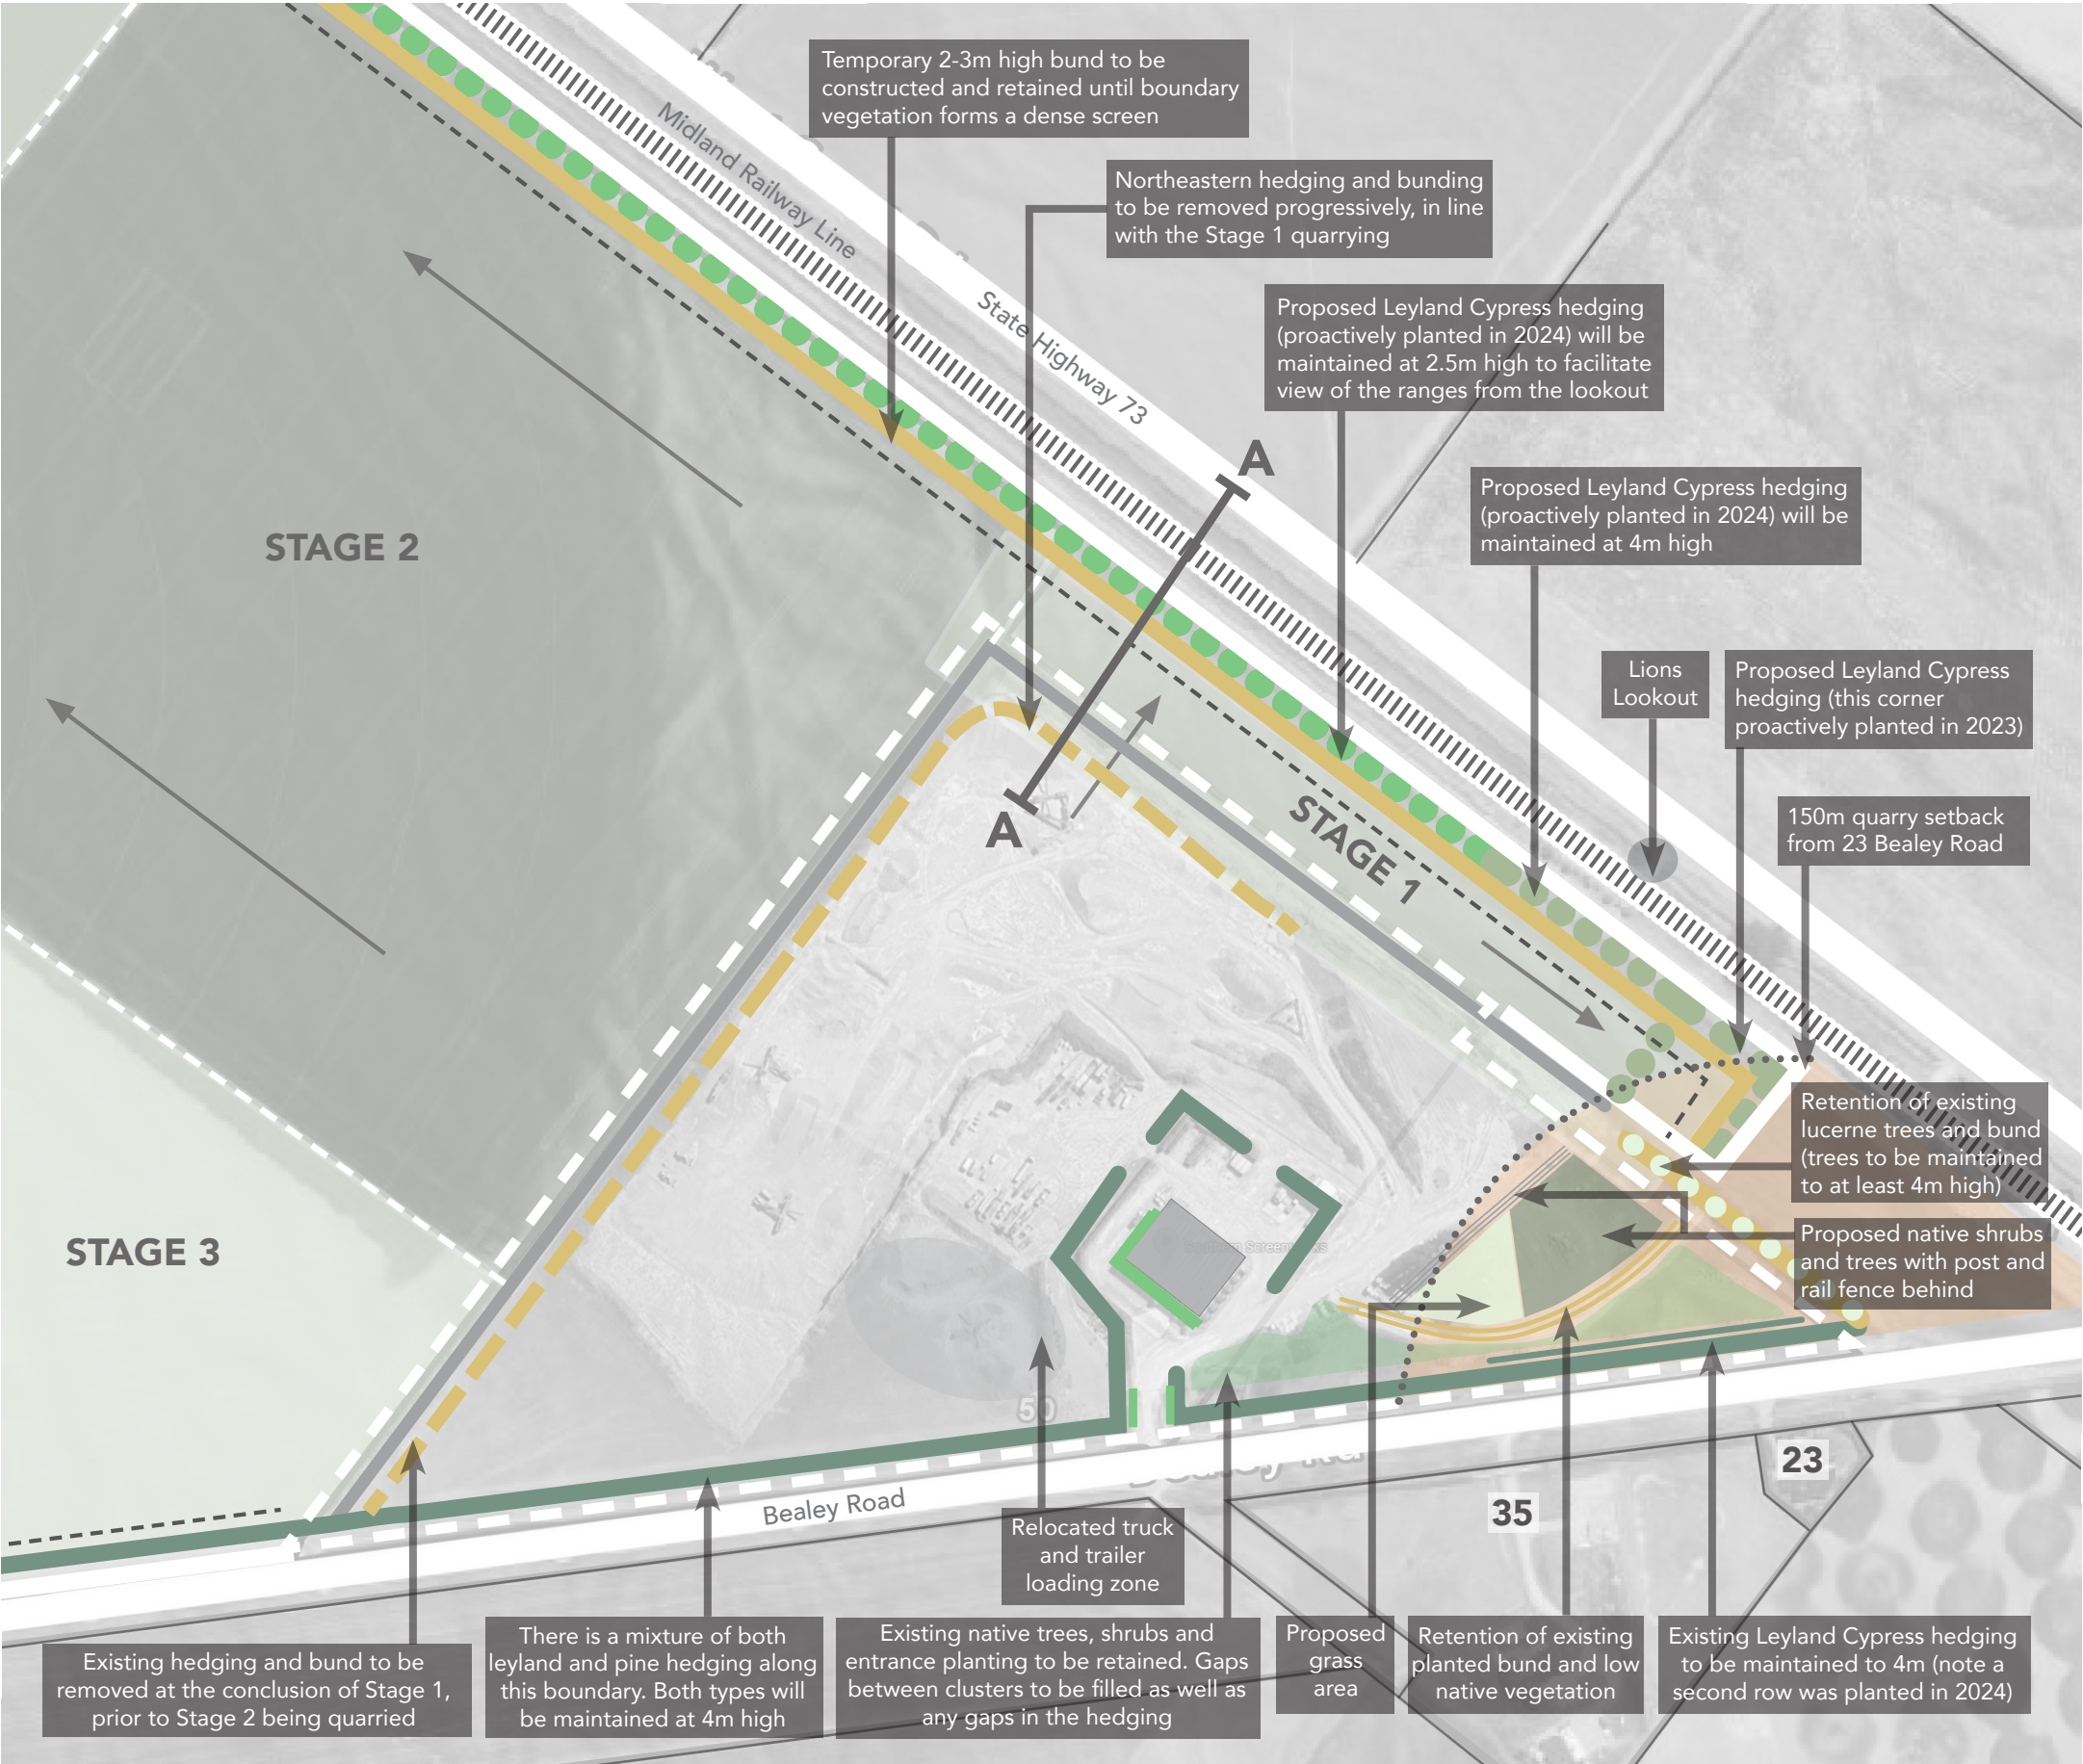 Temporary 2-3m high bund to be
constructed and retained until boundary
vegetation forms a dense screen
Midland Railway Line
Northeastern hedging and bunding
to be removed progressively, in line
with the Stage 1 quarrying
State Highway 73
Proposed Leyland Cypress hedging
(proactively planted in 2024) will be
maintained at 2.5m high to facilitate
view of the ranges from the lookout
A
Proposed Leyland Cypress hedging
(proactively planted in 2024) will be
maintained at 4m high
STAGE 2
Lions
Lookout
Proposed Leyland Cypress
hedging (this corner
proactively planted in 2023)
A
STAGE 1
150m quarry setback
from 23 Bealey Road
Retention of existing
lucerne trees and bund
(trees to be maintained
to at least 4m high)
STAGE 3
Proposed native shrubs
and trees with post and
rail fence behind
50
23
Bealey Road
35
Relocated truck
and trailer
loading zone
Existing hedging and bund to be
removed at the conclusion of Stage 1,
prior to Stage 2 being quarried
There is a mixture of both
leyland and pine hedging along
this boundary. Both types will
be maintained at 4m high
Existing native trees, shrubs and
entrance planting to be retained. Gaps
between clusters to be filled as well as
any gaps in the hedging
Proposed
grass
area
Retention of existing
planted bund and low
native vegetation
Existing Leyland Cypress hedging
to be maintained to 4m (note a
second row was planted in 2024)